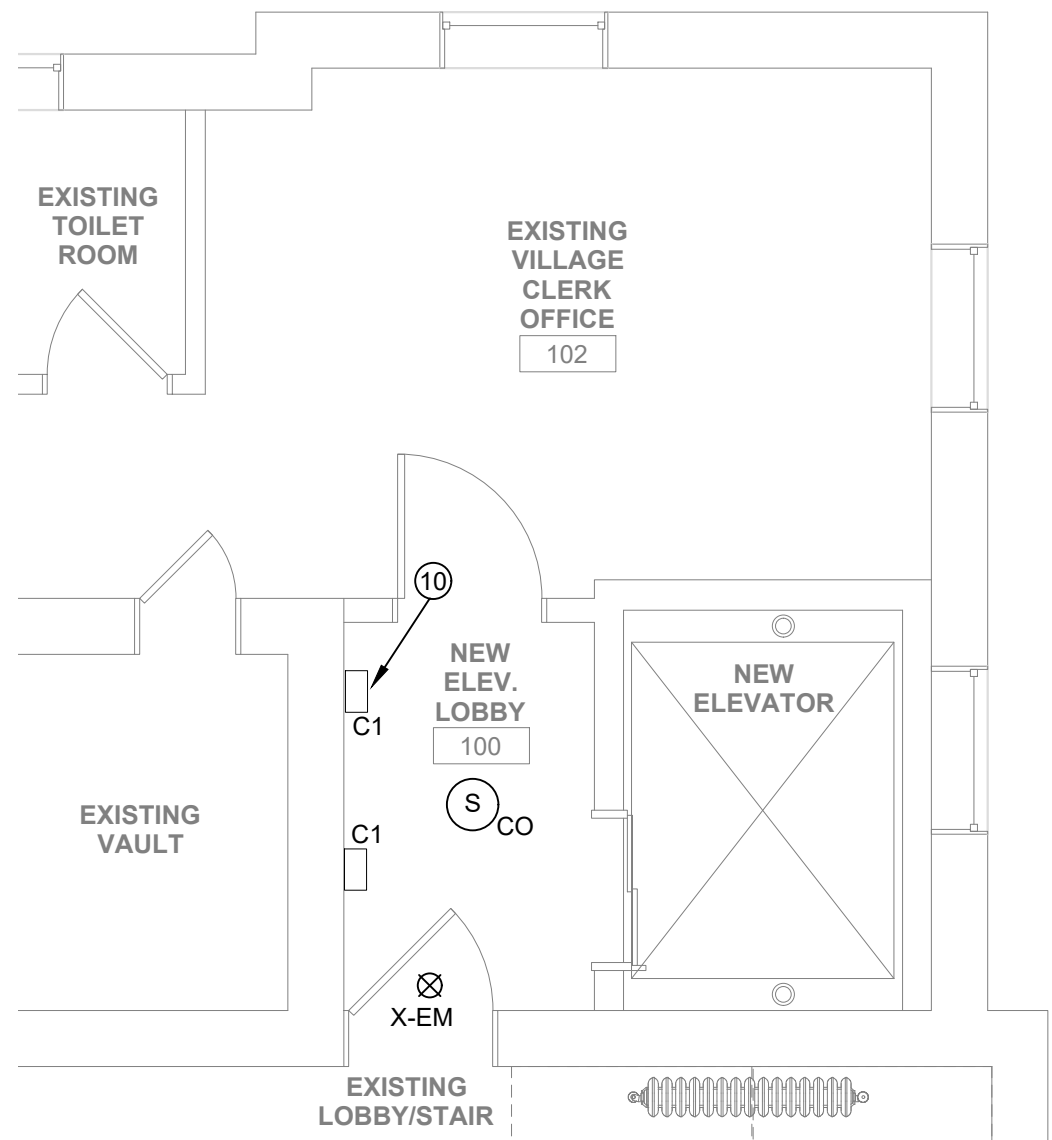 EXISTING
TOILET
ROOM
EXISTING
VILLAGE
CLERK
OFFICE
102
10
NEW
ELEV.
LOBBY
100
C1
NEW
ELEVATOR
EXISTING
VAULT
S
CO
C1
X-EM
EXISTING
LOBBY/STAIR